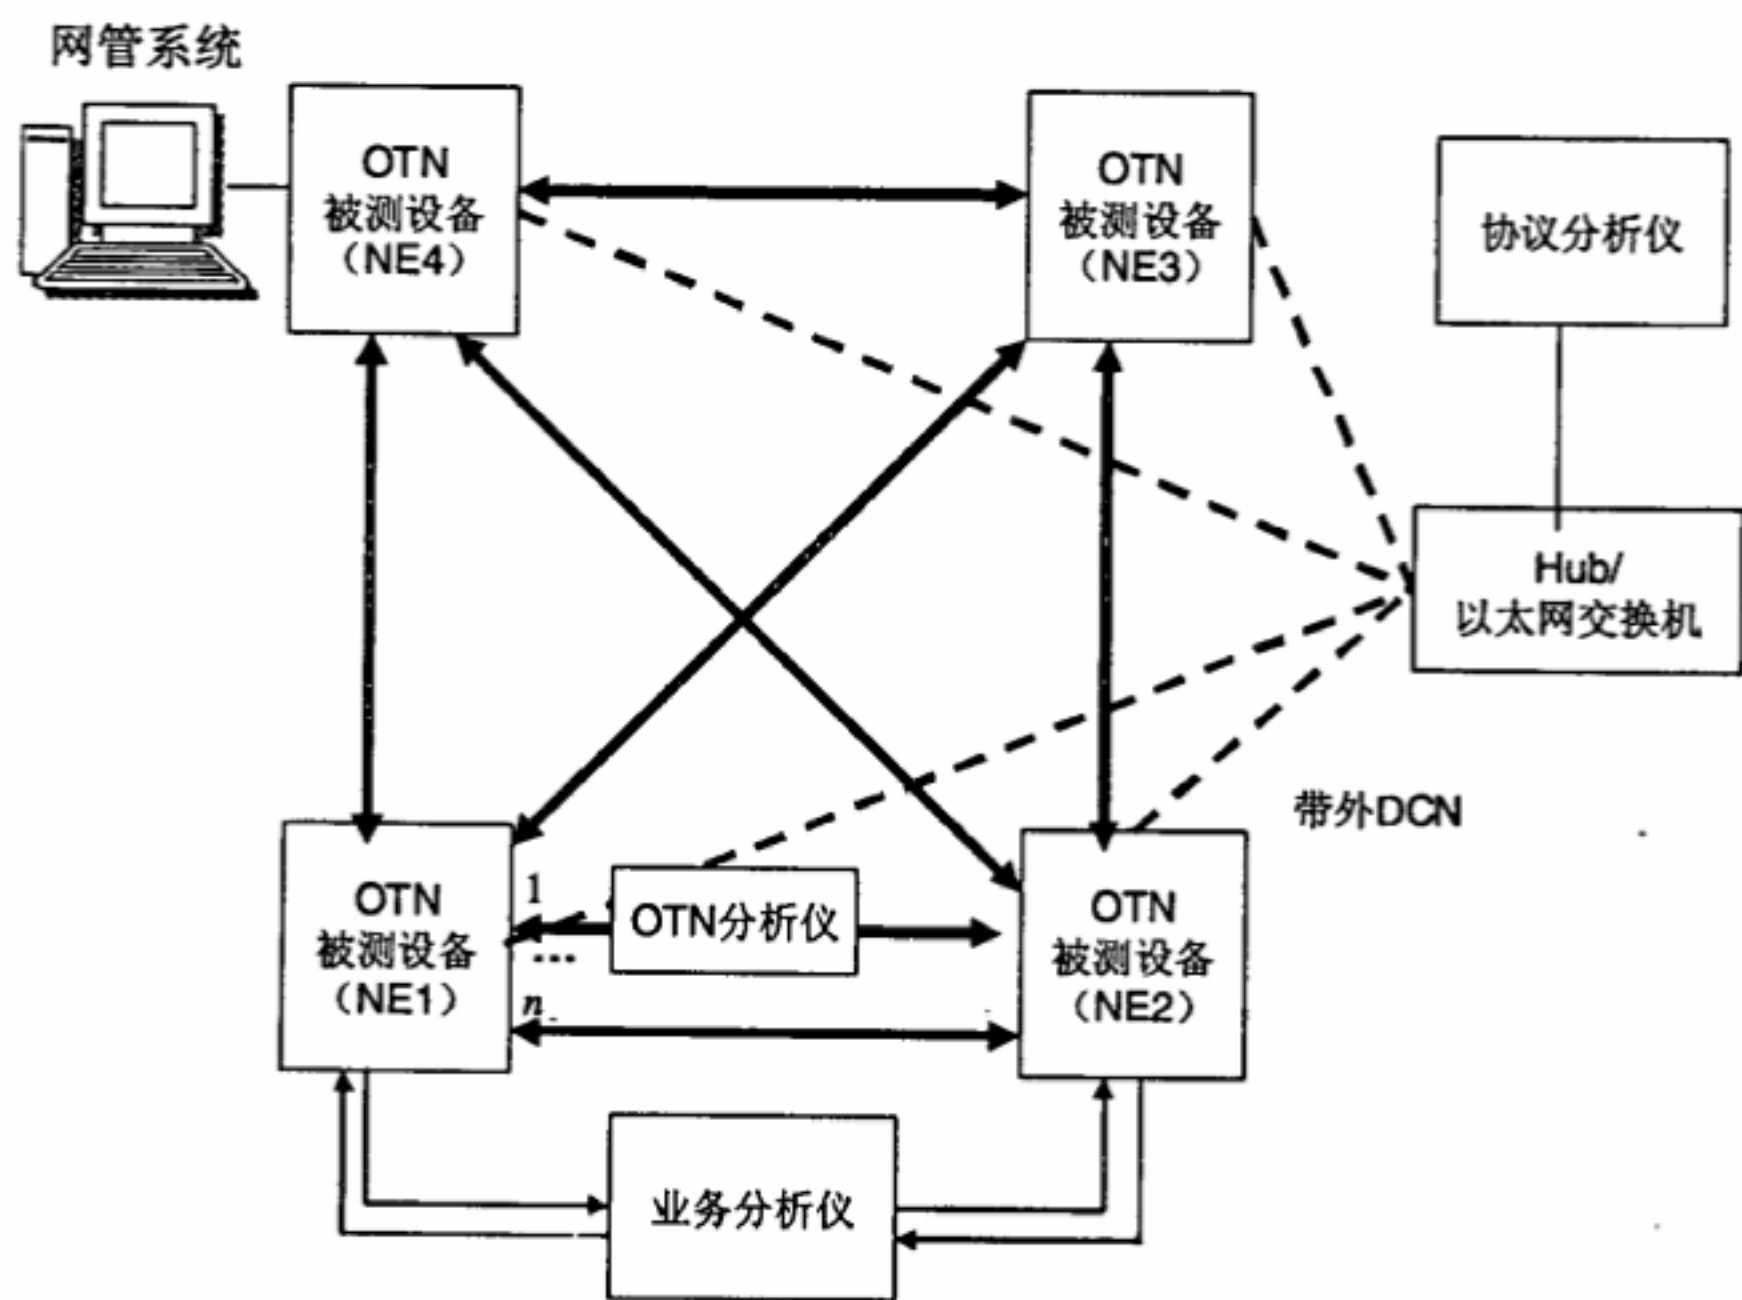 网管系统
OTN
被测设备
（NE4）
OTN
被测设备
（NE3）
协议分析仪
Hub/
以太网交换机
带外DCN
OTN
被测设备
（NE1）
1
...
n
OTN分析仪
OTN
被测设备
（NE2）
业务分析仪